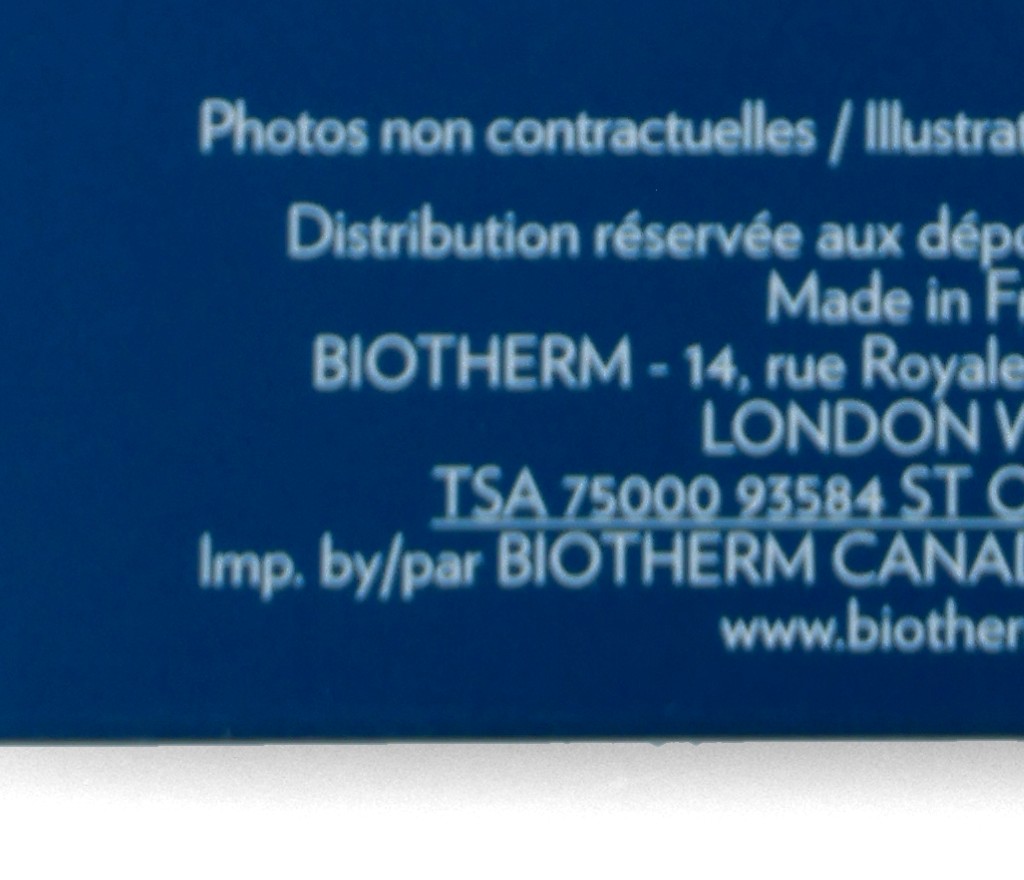 Photos non contractuelles / Illustrat
Distribution réservée aux dépo
Made in Fr
BIOTHERM - 14, rue Royale
LONDON W
TSA 75000 93584 ST O
Imp. by/par BIOTHERM CANAD
www.biother